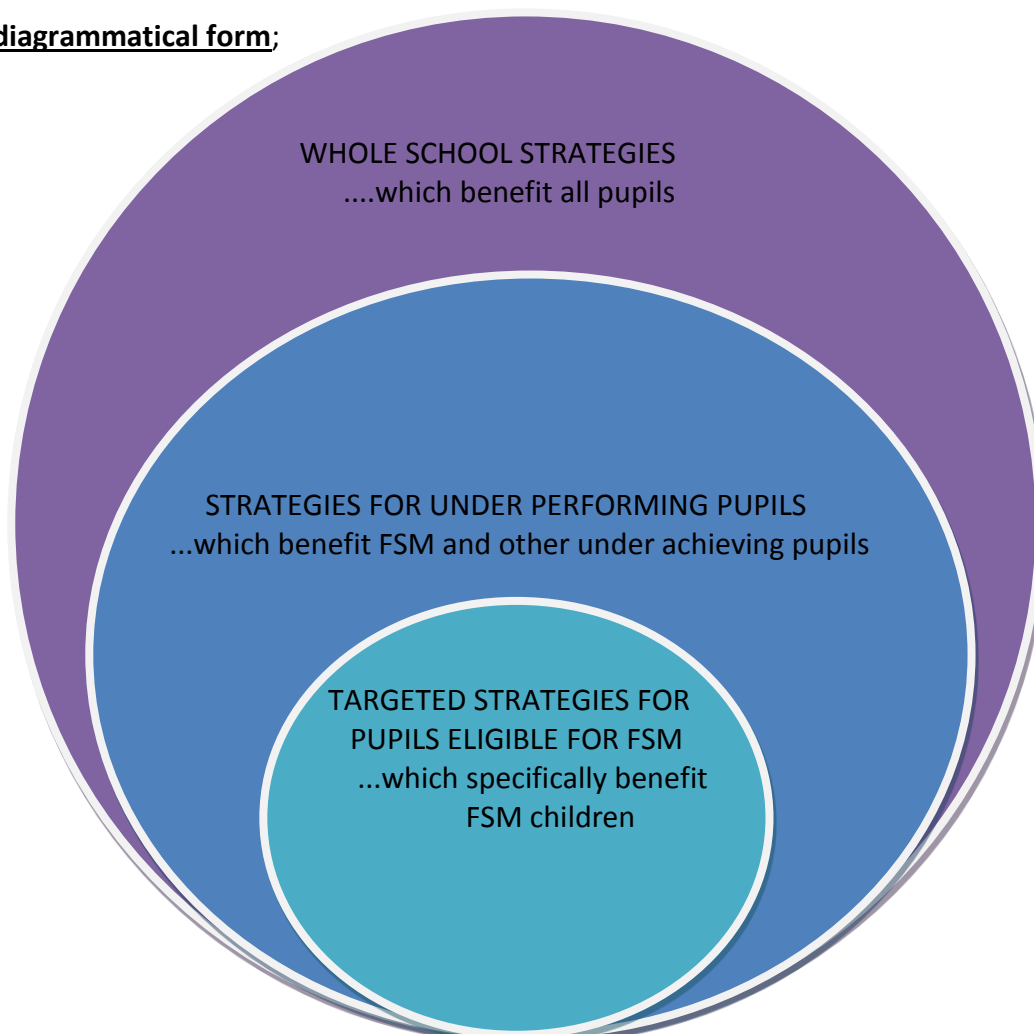 diagrammatical form;
WHOLE SCHOOL STRATEGIES
....which benefit all pupils
STRATEGIES FOR UNDER PERFORMING PUPILS
...which benefit FSM and other under achieving pupils
TARGETED STRATEGIES FOR
PUPILS ELIGIBLE FOR FSM
...which specifically benefit
FSM children